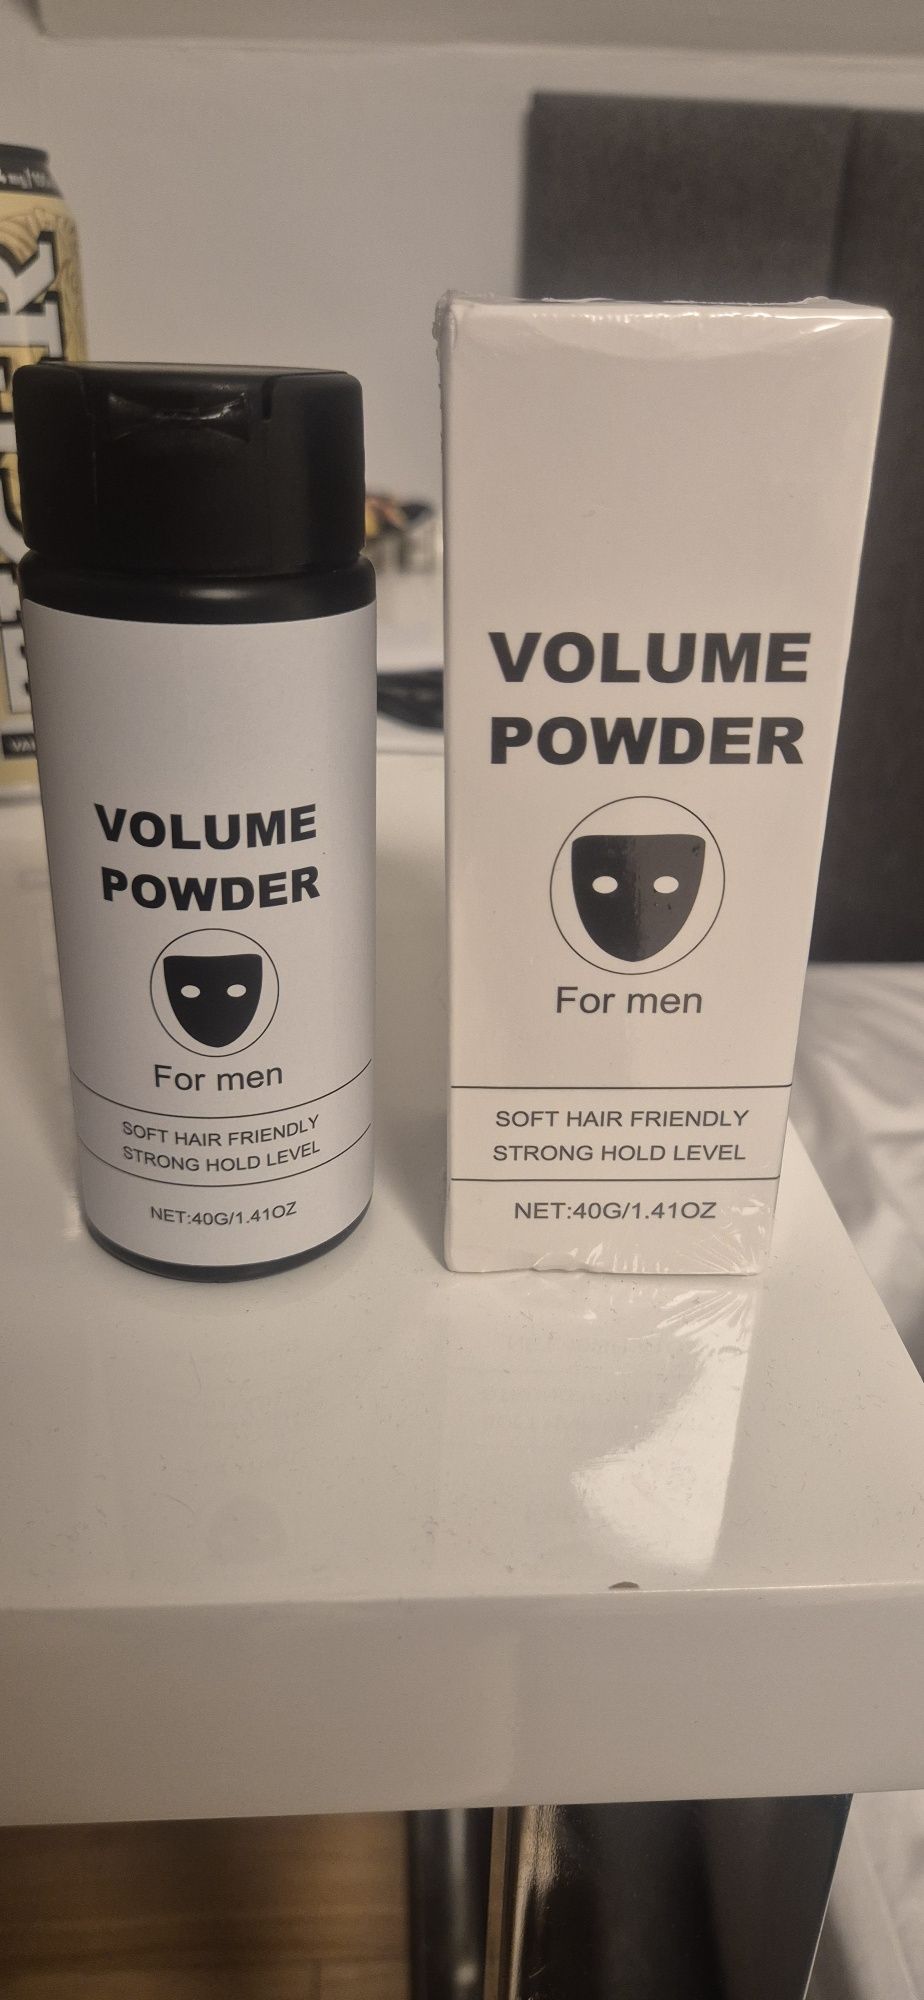 VOLUME
POWDER
For men
SOFT HAIR FRIENDLY
STRONG HOLD LEVEL
NET:40G/1.41OZ
VOLUME
POWDER
For men
SOFT HAIR FRIENDLY
STRONG HOLD LEVEL
NET:40G/1.41OZ